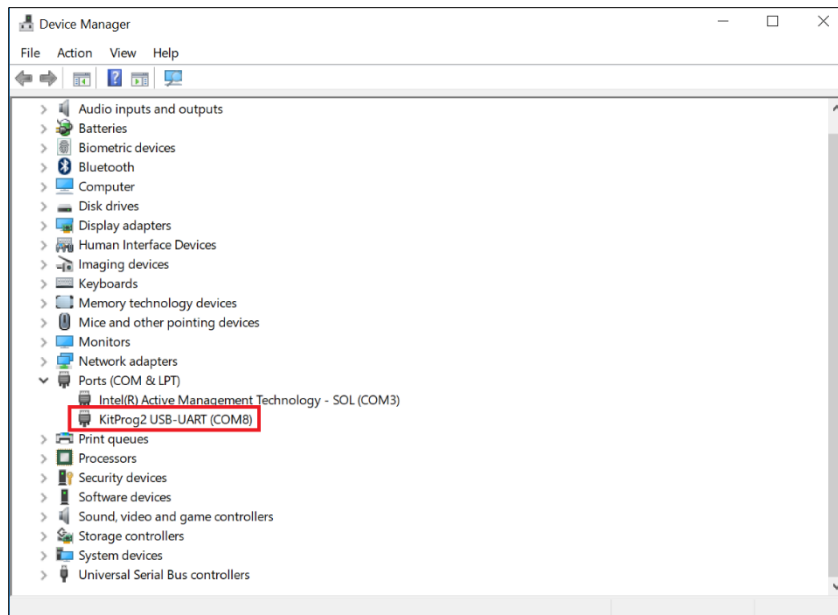 Device Manager
File Action View Help
Audio inputs and outputs
Batteries
Biometric devices
Bluetooth
Computer
Disk drives
Display adapters
Human Interface Devices
Imaging devices
Keyboards
Memory technology devices
Mice and other pointing devices
Monitors
Network adapters
Ports (COM & LPT)
Intel(R) Active Management Technology - SOL (COM3)
KitProg2 USB-UART (COM8)
Print queues
Processors
Security devices
Software devices
Sound, video and game controllers
Storage controllers
System devices
Universal Serial Bus controllers